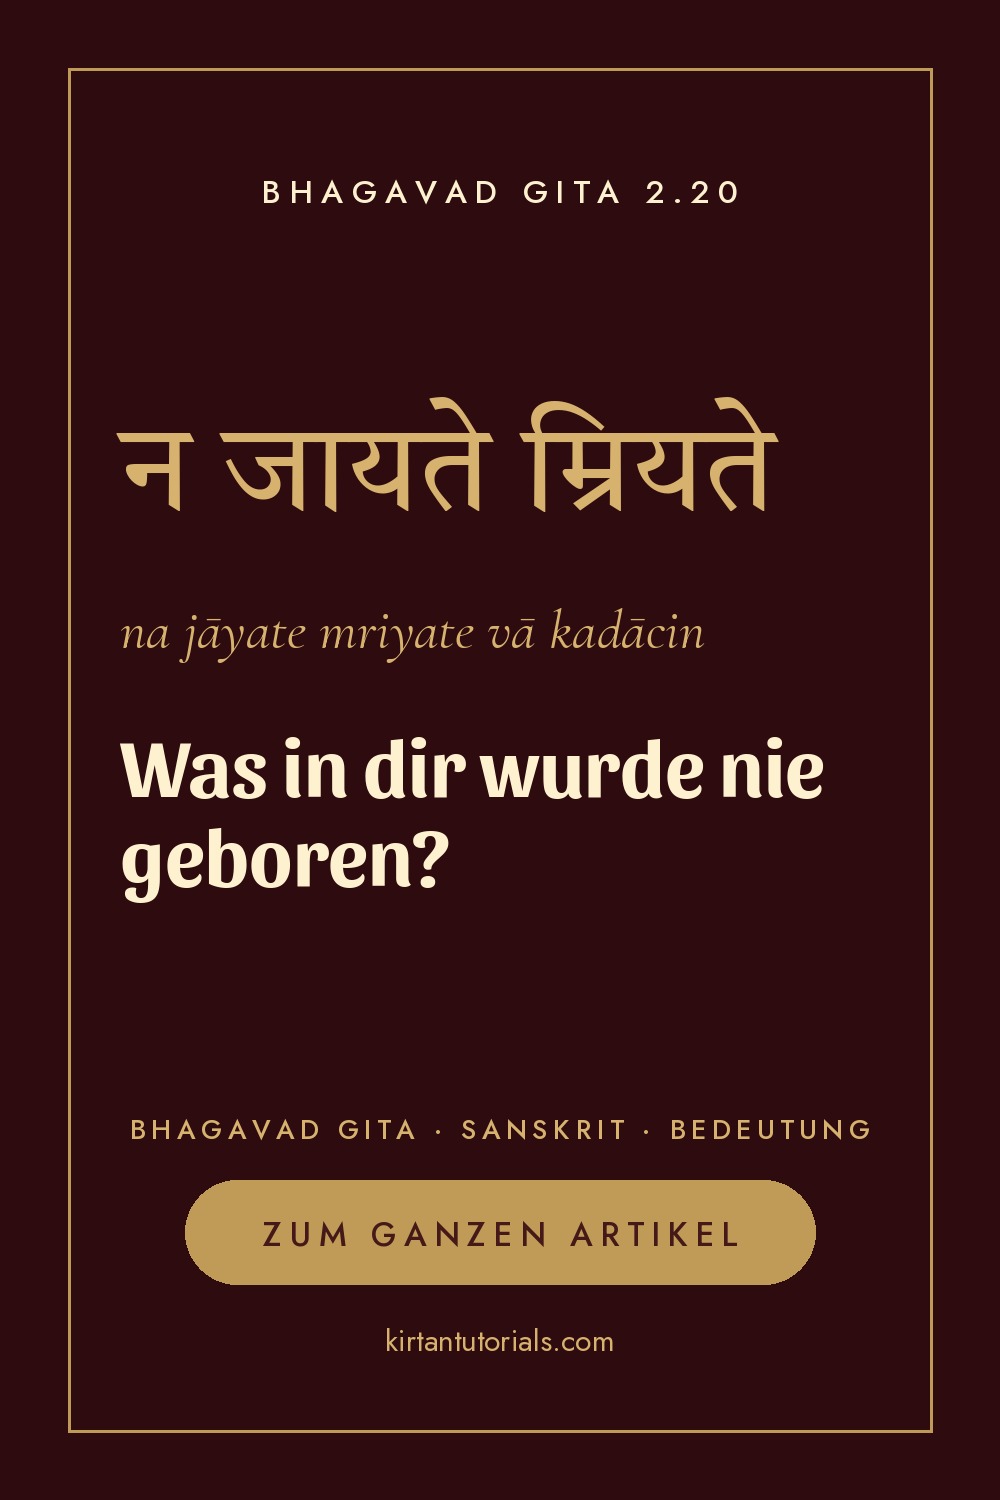 BHAGAVAD GITA 2.20
न जायते म्रियते
na jāyate mriyate vā kadācin
Was in dir wurde nie
geboren?
BHAGAVAD GITA · SANSKRIT · BEDEUTUNG
ZUM GANZEN ARTIKEL
kirtantutorials.com